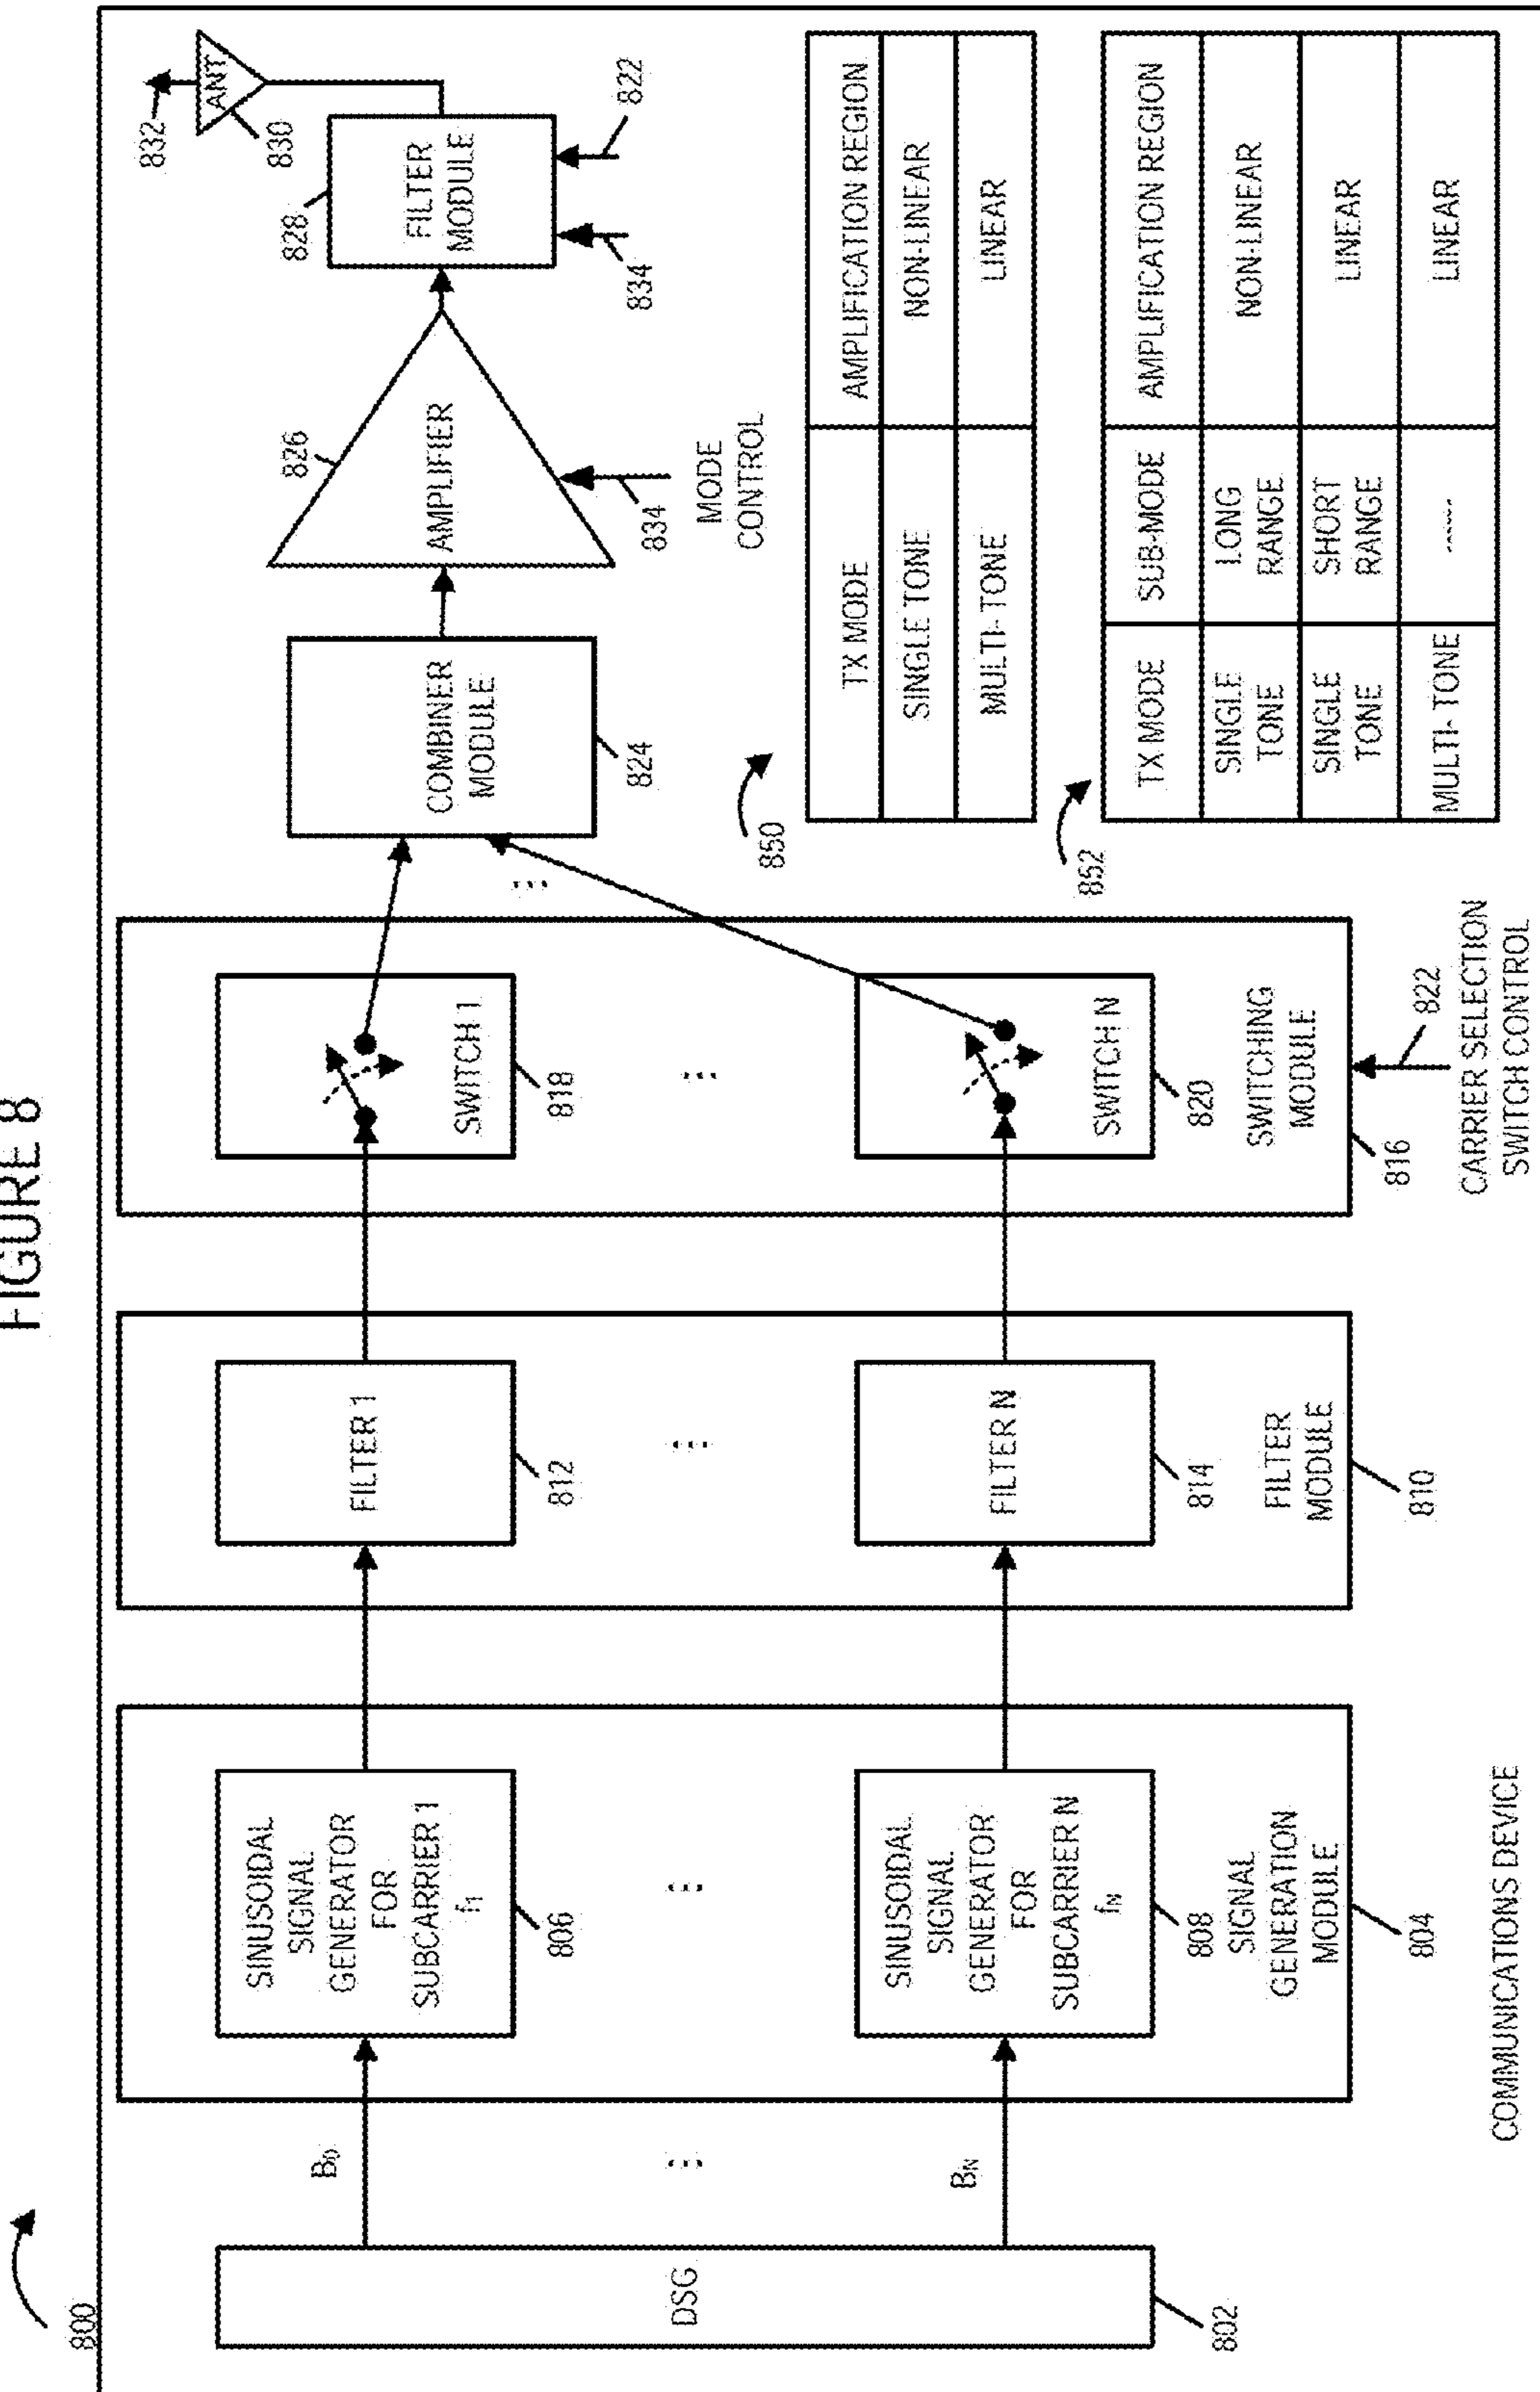 FIGURE 8
800
DSG
802
B₀
BN
SINUSOIDAL
SIGNAL
GENERATOR
FOR
SUBCARRIER 1
f1
806
SINUSOIDAL
SIGNAL
GENERATOR
FOR
SUBCARRIER N
fN
808
SIGNAL
GENERATION
MODULE
804
COMMUNICATIONS DEVICE
FILTER 1
812
FILTER N
814
FILTER
MODULE
810
SWITCH 1
818
SWITCH N
820
SWITCHING
MODULE
816
822
CARRIER SELECTION
SWITCH CONTROL
COMBINER
MODULE
824
826
AMPLIFIER
834
MODE
CONTROL
828
FILTER
MODULE
834
822
832
ANT
830
850
TX MODE AMPLIFICATION REGION
SINGLE TONE NON-LINEAR
MULTI-TONE LINEAR
852
TX MODE SUB-MODE AMPLIFICATION REGION
SINGLE
TONE
LONG
RANGE
NON-LINEAR
SINGLE
TONE
SHORT
RANGE
LINEAR
MULTI- TONE ----- LINEAR